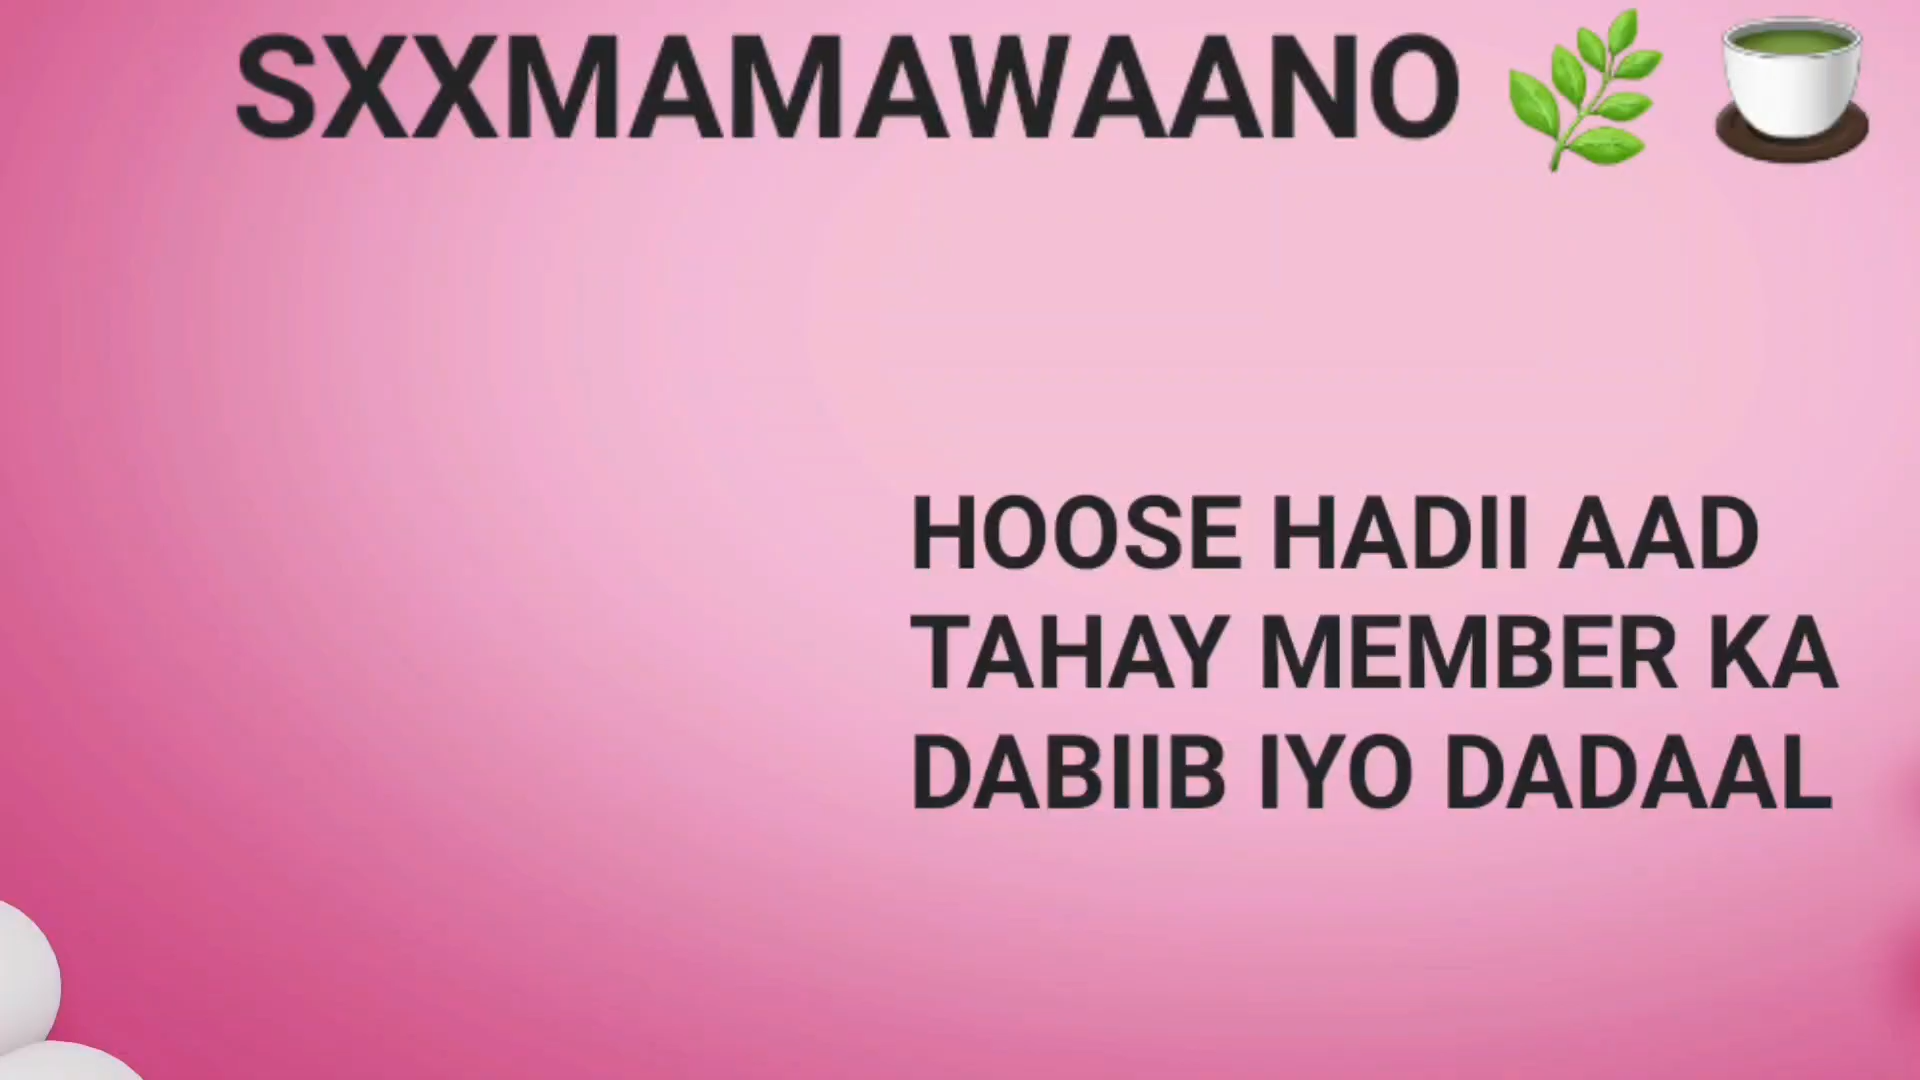 SXXMAMAWAANO 🌿 🍵
HOOSE HADII AAD
TAHAY MEMBER KA
DABIIB IYO DADAAL